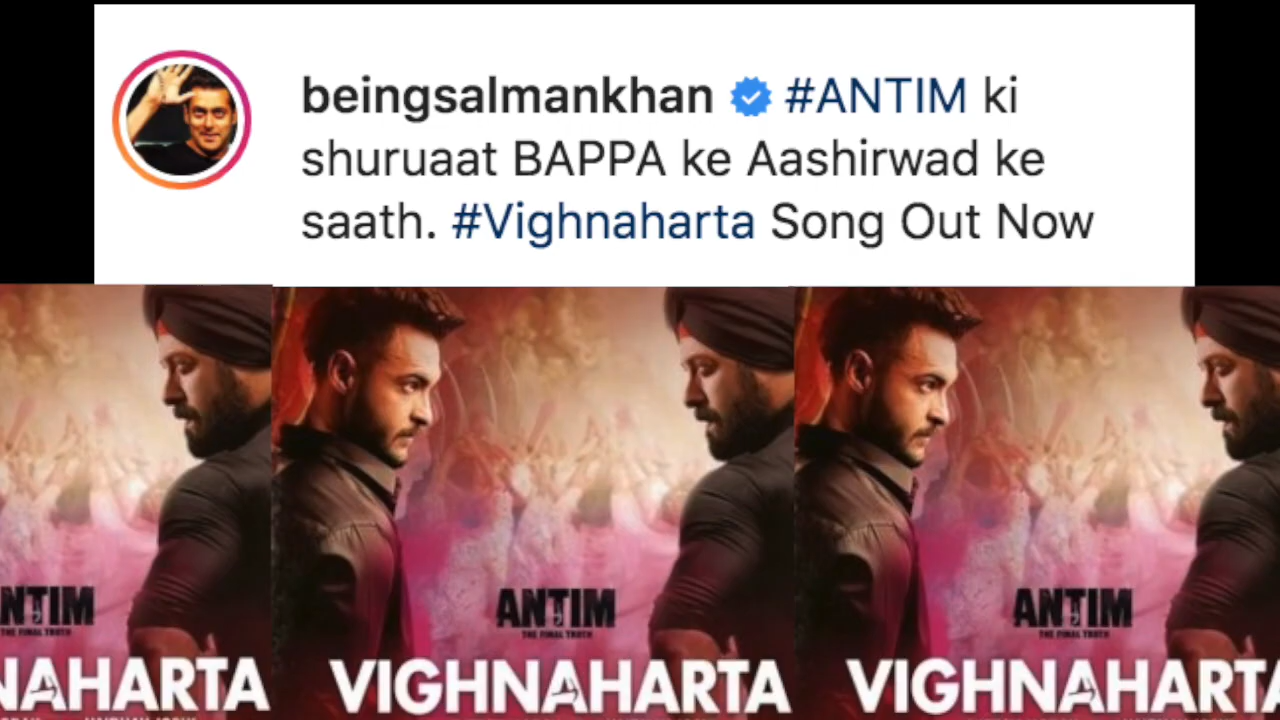 beingsalmankhan #ANTIM ki
shuruaat BAPPA ke Aashirwad ke
saath. #Vighnaharta Song Out Now
NTIM
THE FINAL TRUTH
NAHARTA
ANTIM
THE FINAL TRUTH
VIGHNAHARTA
ANTIM
THE FINAL TRUTH
VIGHNAHARTA